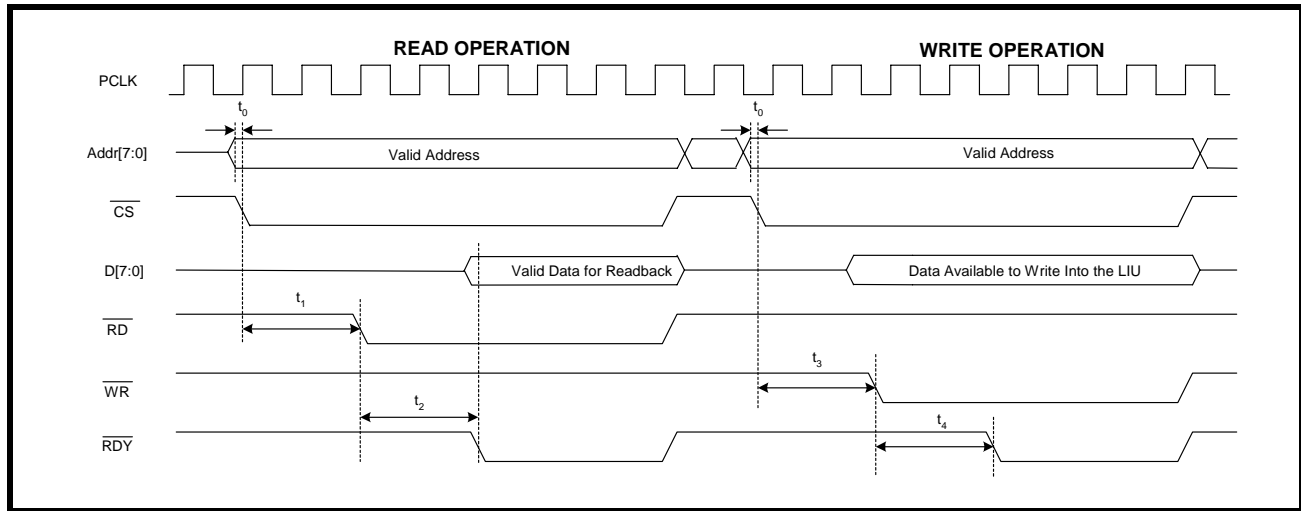 READ OPERATION WRITE OPERATION
PCLK
t0 t0
Addr[7:0] Valid Address Valid Address
CS
D[7:0] Valid Data for Readback Data Available to Write Into the LIU
t1
RD
t3
WR
t2 t4
RDY